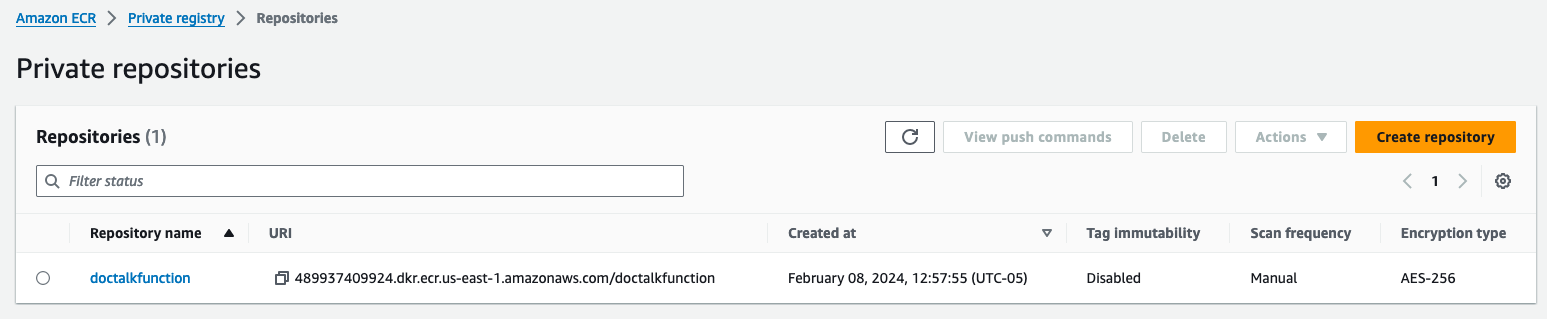 Amazon ECR > Private registry > Repositories
Private repositories
Repositories (1) View push commands Delete Actions Create repository
Filter status 1
Repository name URI Created at Tag immutability Scan frequency Encryption type
doctalkfunction 489937409924.dkr.ecr.us-east-1.amazonaws.com/doctalkfunction February 08, 2024, 12:57:55 (UTC-05) Disabled Manual AES-256